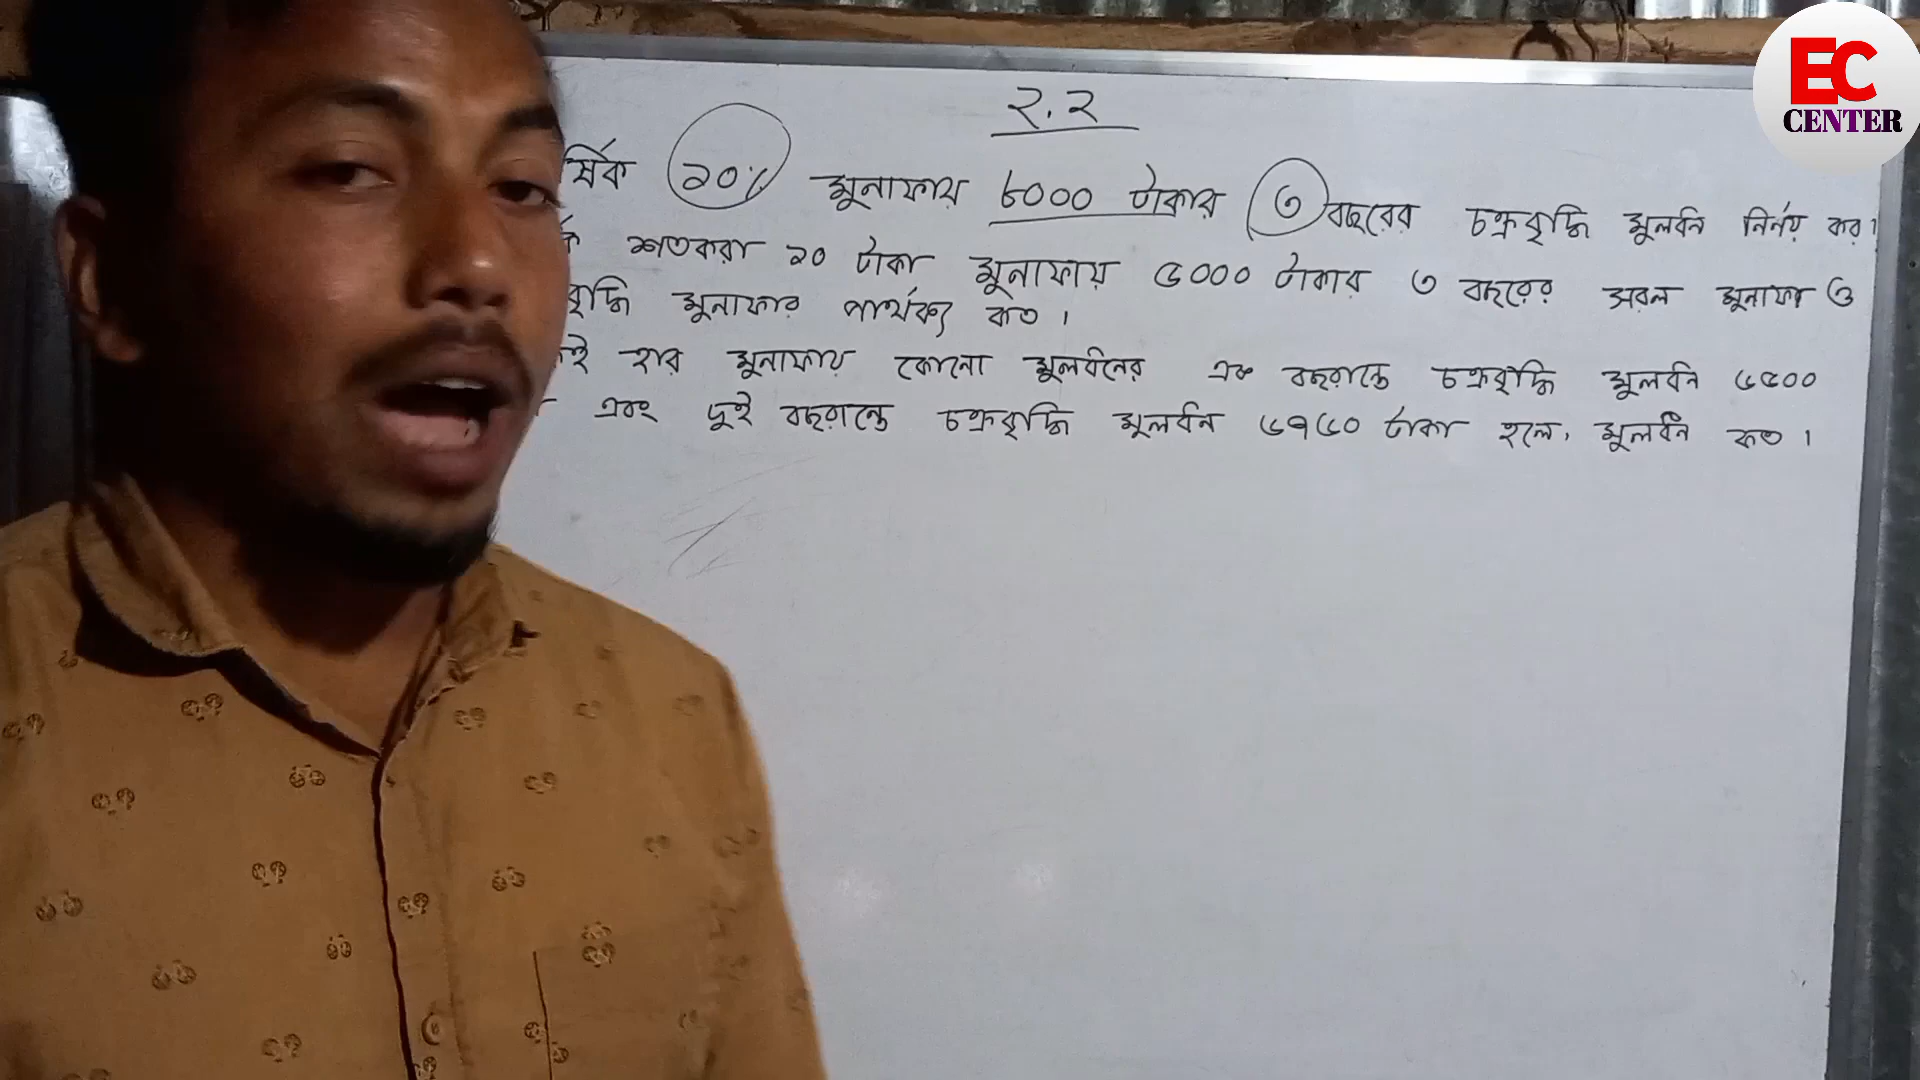 EC
CENTER
২.২
র্ষিক ১০% মুনাফায় ৮০০০ টাকার ৩ বছরের চক্রবৃদ্ধি মূলধন নির্নয় কর।
শতকরা ১০ টাকা মুনাফায় ৫০০০ টাকার ৩ বছরের সরল মুনাফা ও
বৃদ্ধি মুনাফার পার্থক্য কত।
ই হার মুনাফায় কোনো মূলধনের এক বছরান্তে চক্রবৃদ্ধি মূলধন ৬৫০০
এবং দুই বছরান্তে চক্রবৃদ্ধি মূলধন ৬৭৬০ টাকা হলে, মূলধন কত।